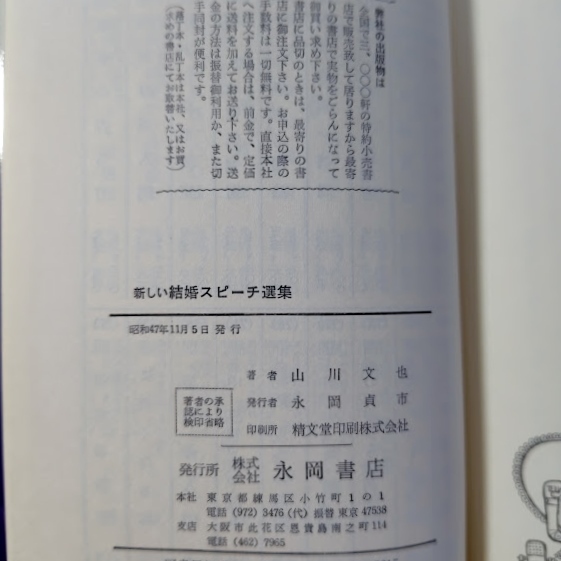 弊社の出版物は
全国で三、〇〇〇軒の特約小売書
店で販売致して居りますから最寄
りの書店で実物をごらんになって
御買い求め下さい。
書店に品切のときは、最寄りの書
店に御注文下さい。お申込の際の
手数料は一切無料です。直接本社
へ注文する場合は、前金で、定価
に送料を加えてお送り下さい。送
金の方法は振替御利用か、また切
手同封が便利です。
(落丁本・乱丁本は本社、又はお買
求めの書店にてお取替いたします)
新しい結婚スピーチ選集
昭和47年11月5日 発行
著者 山川文也
発行者 永岡貞市
印刷所 精文堂印刷株式会社
著者の承
認により
検印省略
発行所 株式会社 永岡書店
本社 東京都練馬区小竹町1の1
電話 (972) 3476 (代) 振替 東京 47538
支店 大阪市此花区恩貴島南之町114
電話 (462) 7965